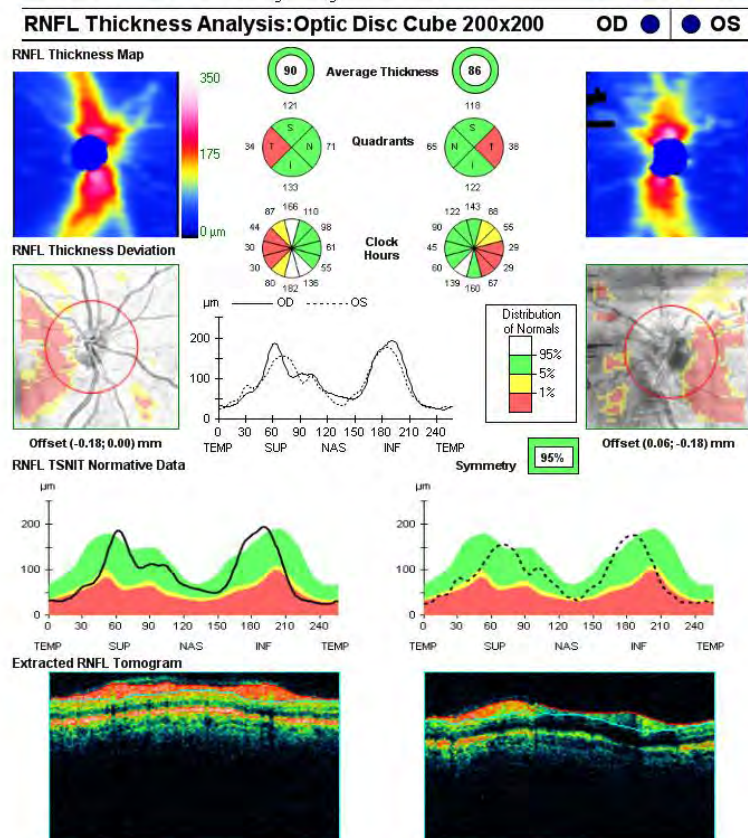 RNFL Thickness Analysis:Optic Disc Cube 200x200 OD OS
RNFL Thickness Map
350
175
0 µm
90 Average Thickness 86
121 118
S S
34 T N 71 Quadrants 65 N T 38
I I
133 122
166 143
87 110 122 88
44 98 90 55
30 61 Clock 45 29
30 55 Hours 60 29
80 136 139 67
182 160
RNFL Thickness Deviation
µm OD OS
200
100
0
0 30 60 90 120 150 180 210 240
TEMP SUP NAS INF TEMP
Distribution
of Normals
95%
5%
1%
Offset (-0.18; 0.00) mm Offset (0.06; -0.18) mm
RNFL TSNIT Normative Data Symmetry 95%
µm µm
200 200
100 100
0 0
0 30 60 90 120 150 180 210 240 0 30 60 90 120 150 180 210 240
TEMP SUP NAS INF TEMP TEMP SUP NAS INF TEMP
Extracted RNFL Tomogram